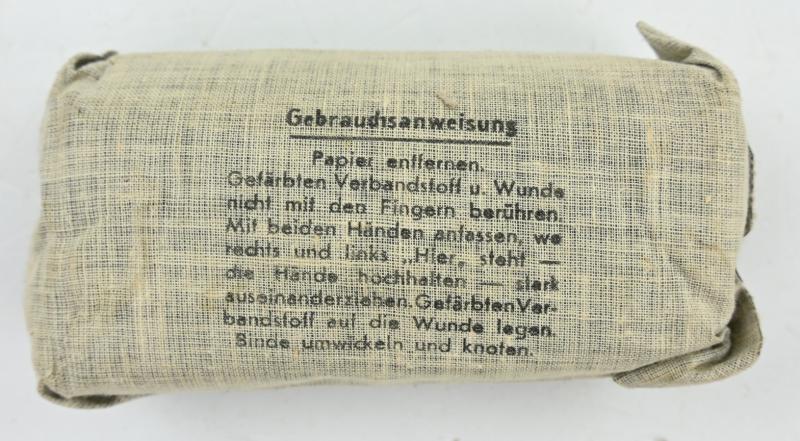 Gebrauchsanweisung
Papier entfernen.
Gefärbten Verbandstoff u. Wunde
nicht mit den Fingern berühren.
Mit beiden Händen anfassen, wo
rechts und links „Hier„ steht —
die Hände hochhalten — stark
auseinanderziehen. Gefärbten Ver-
bandstoff auf die Wunde legen.
Binde umwickeln und knoten.